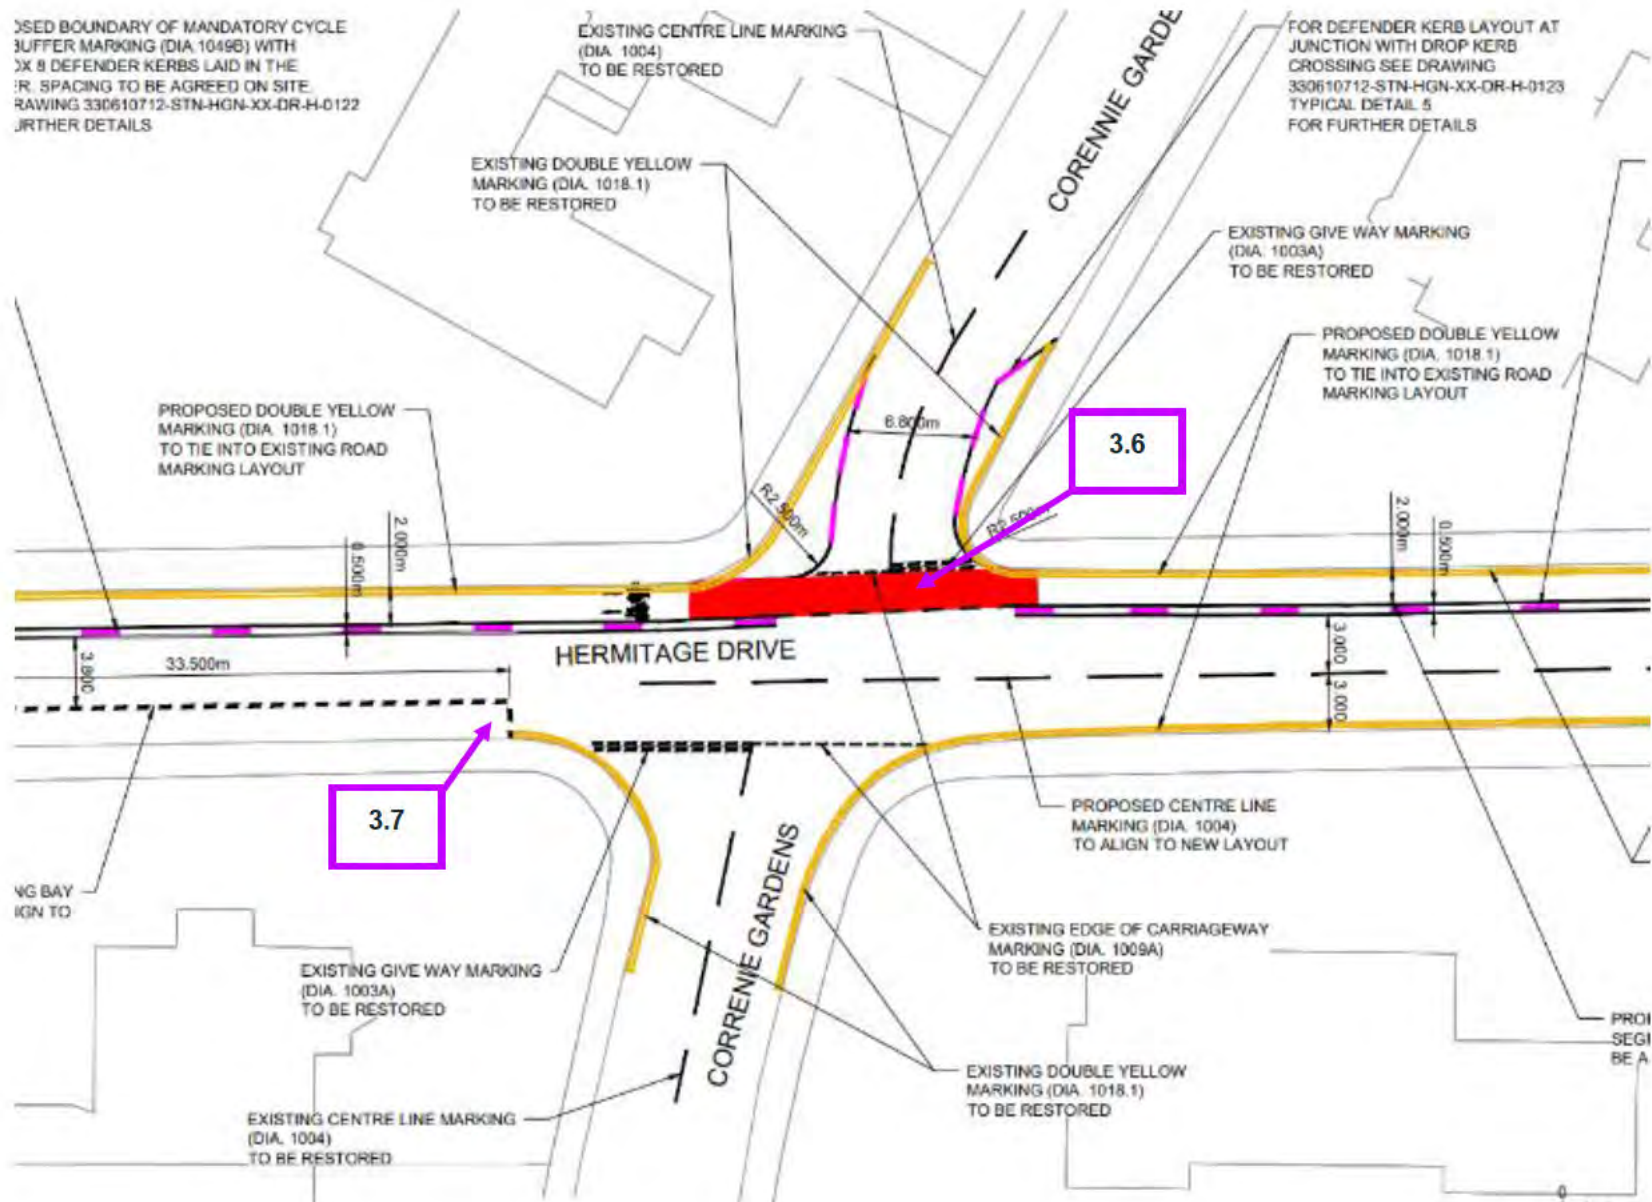 OSED BOUNDARY OF MANDATORY CYCLE
BUFFER MARKING (DIA.1049B) WITH
OX 8 DEFENDER KERBS LAID IN THE
ER. SPACING TO BE AGREED ON SITE.
RAWING 330610712-STN-HGN-XX-DR-H-0122
URTHER DETAILS
EXISTING CENTRE LINE MARKING
(DIA. 1004)
TO BE RESTORED
CORENNIE GARDE
FOR DEFENDER KERB LAYOUT AT
JUNCTION WITH DROP KERB
CROSSING SEE DRAWING
330610712-STN-HGN-XX-DR-H-0123
TYPICAL DETAIL 5
FOR FURTHER DETAILS
EXISTING DOUBLE YELLOW
MARKING (DIA. 1018.1)
TO BE RESTORED
EXISTING GIVE WAY MARKING
(DIA. 1003A)
TO BE RESTORED
PROPOSED DOUBLE YELLOW
MARKING (DIA. 1018.1)
TO TIE INTO EXISTING ROAD
MARKING LAYOUT
PROPOSED DOUBLE YELLOW
MARKING (DIA. 1018.1)
TO TIE INTO EXISTING ROAD
MARKING LAYOUT
6.800m
3.6
R2.500m
R2.500m
0.500m
2.000m
2.000m
0.500m
HERMITAGE DRIVE
33.500m
3.800
3.000
3.000
3.7
PROPOSED CENTRE LINE
MARKING (DIA. 1004)
TO ALIGN TO NEW LAYOUT
NG BAY
IGN TO
CORRENIE GARDENS
EXISTING EDGE OF CARRIAGEWAY
MARKING (DIA. 1009A)
TO BE RESTORED
EXISTING GIVE WAY MARKING
(DIA. 1003A)
TO BE RESTORED
PROI
SEGI
BE A
EXISTING DOUBLE YELLOW
MARKING (DIA. 1018.1)
TO BE RESTORED
EXISTING CENTRE LINE MARKING
(DIA. 1004)
TO BE RESTORED
0